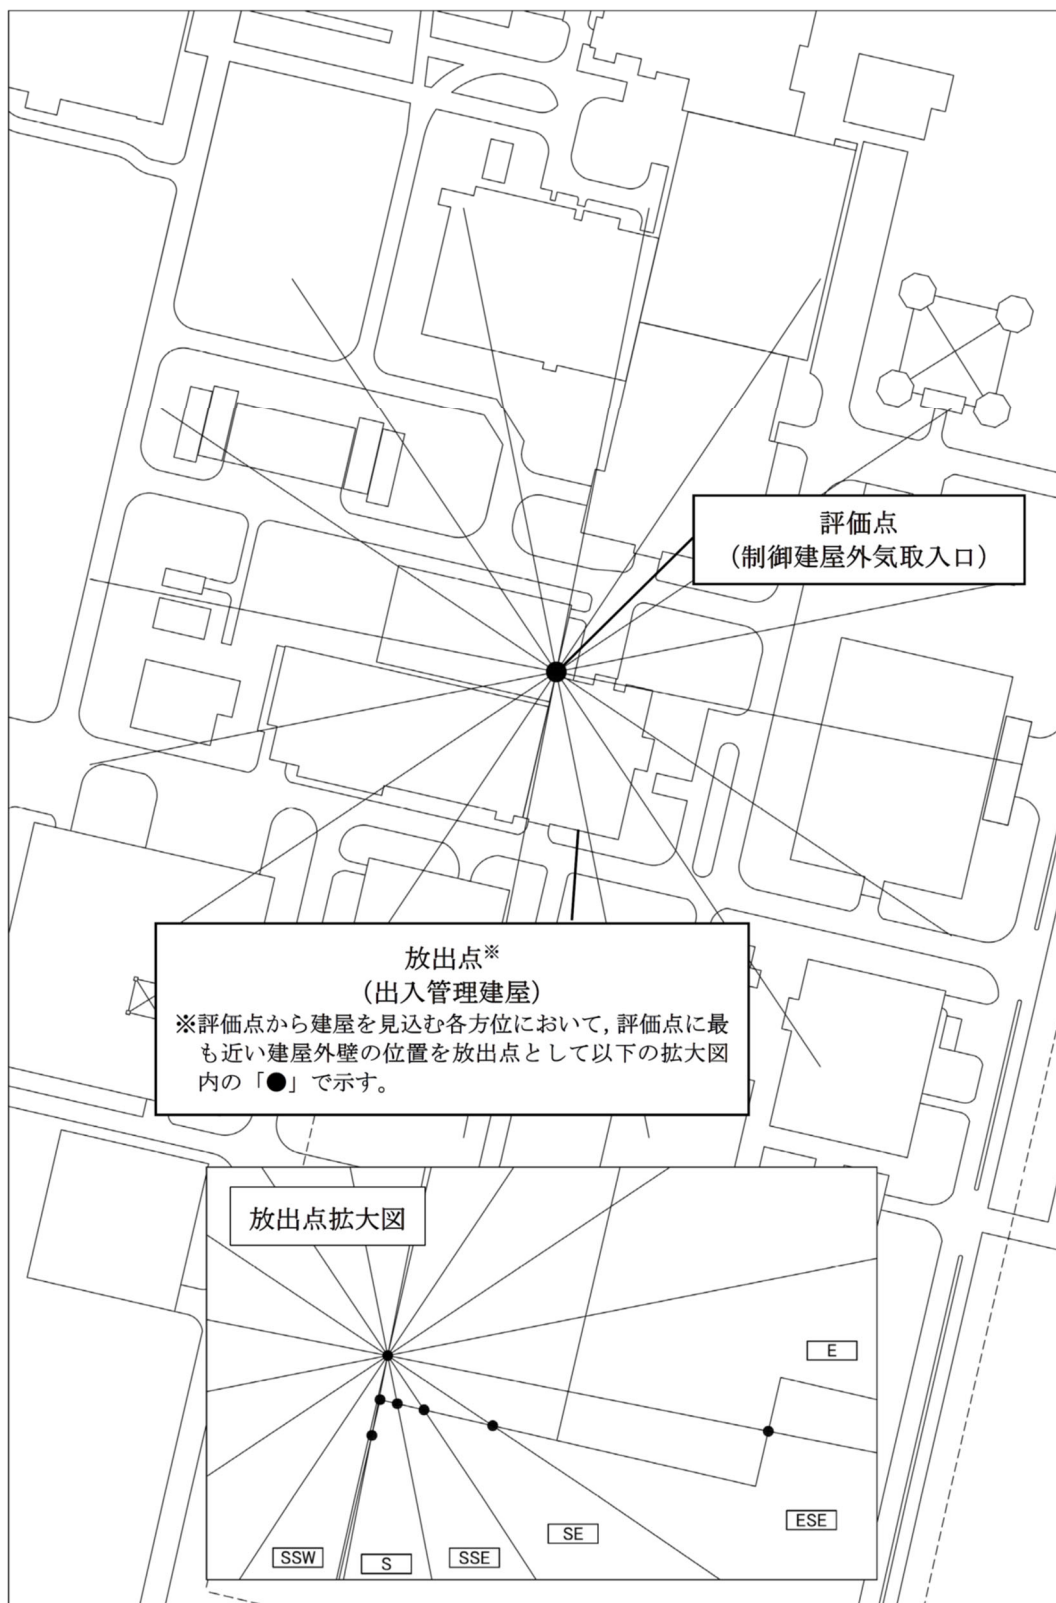 評価点
（制御建屋外気取入口）
放出点※
（出入管理建屋）
※評価点から建屋を見込む各方位において，評価点に最
も近い建屋外壁の位置を放出点として以下の拡大図
内の「●」で示す。
放出点拡大図
E
ESE
SE
SSE
S
SSW